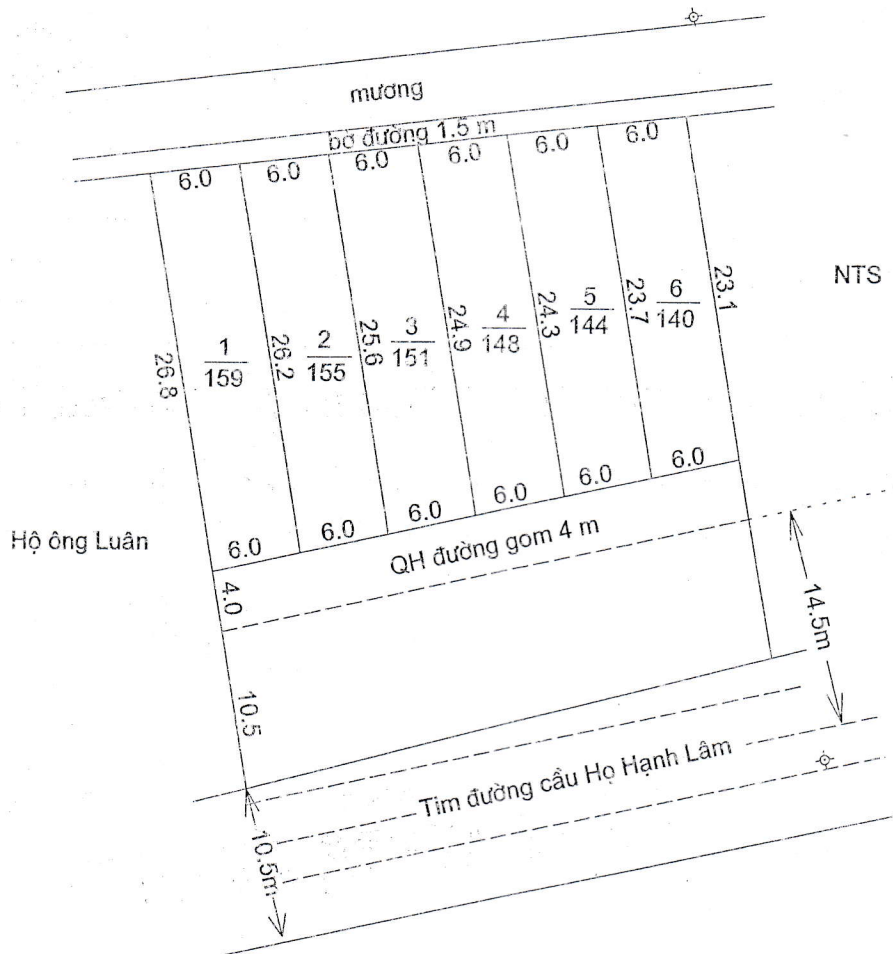 mương
bờ đường 1.5 m
6.0 6.0 6.0 6.0 6.0 6.0
NTS
26.8
1
159
26.2
2
155
25.6
3
151
24.9
4
148
24.3
5
144
23.7
6
140
23.1
Hộ ông Luân
6.0 6.0 6.0 6.0 6.0 6.0
QH đường gom 4 m
4.0
14.5m
10.5
Tim đường cầu Họ Hạnh Lâm
10.5m